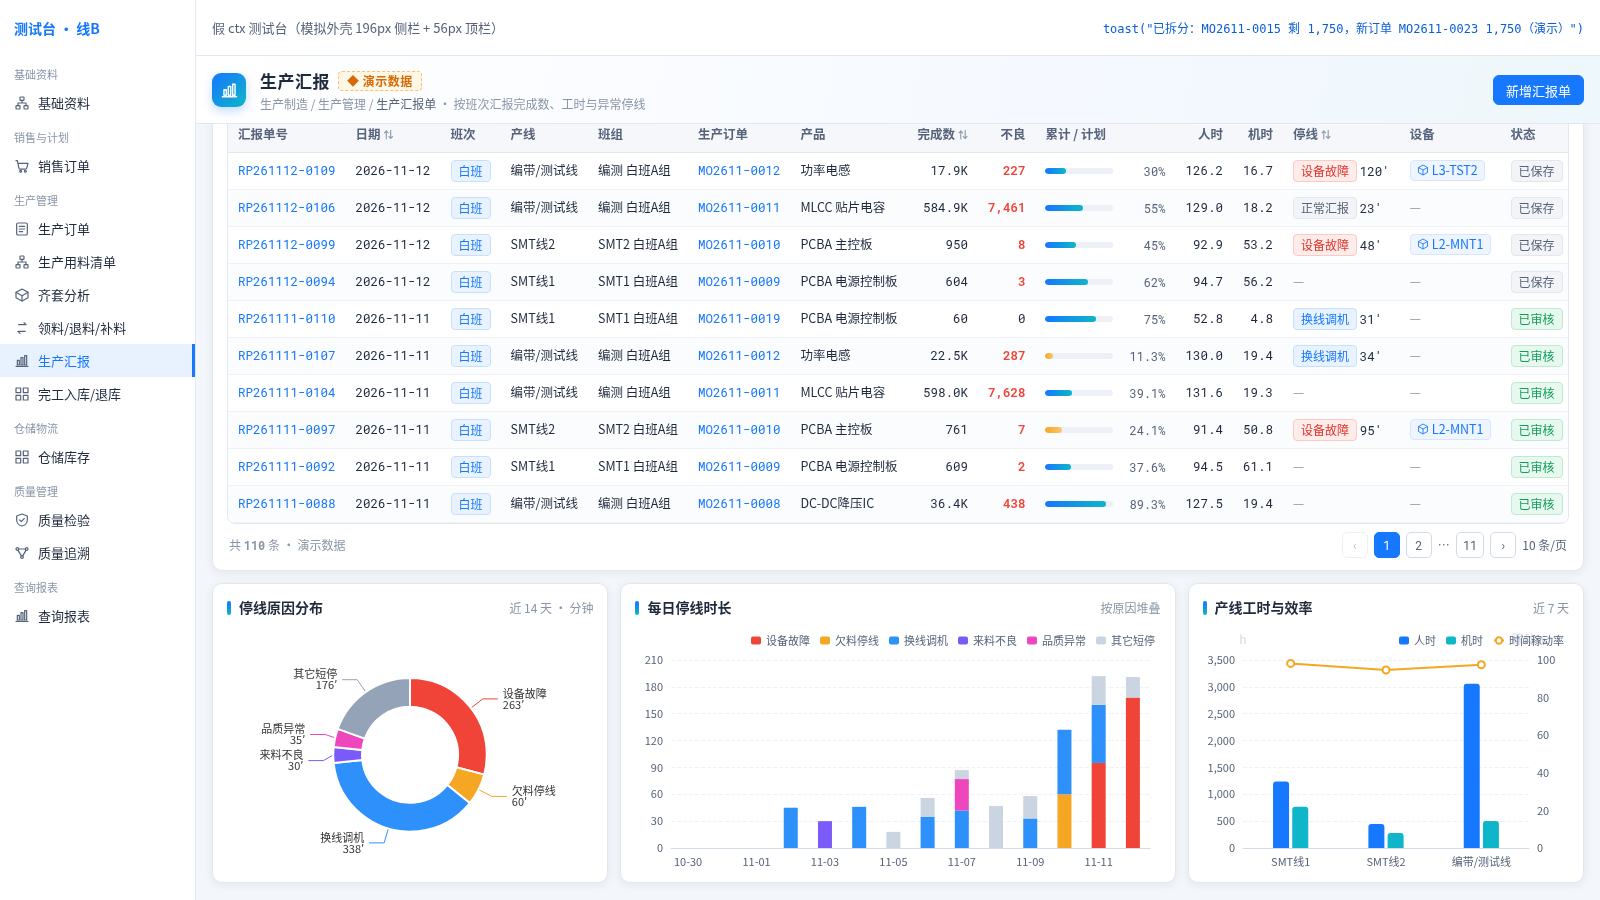 测试台 · 线B
假 ctx 测试台（模拟外壳 196px 侧栏 + 56px 顶栏）
toast("已拆分: MO2611-0015 剩 1,750, 新订单 MO2611-0023 1,750（演示）")
基础资料
基础资料
销售与计划
销售订单
生产管理
生产订单
生产用料清单
齐套分析
领料/退料/补料
生产汇报
完工入库/退库
仓储物流
仓储库存
质量管理
质量检验
质量追溯
查询报表
查询报表
生产汇报
◆ 演示数据
生产制造 / 生产管理 / 生产汇报单 · 按班次汇报完成数、工时与异常停线
新增汇报单
汇报单号 日期 ⇅ 班次 产线 班组 生产订单 产品 完成数 ⇅ 不良 累计 / 计划 人时 机时 停线 ⇅ 设备 状态
RP261112-0109 2026-11-12 白班 编带/测试线 编测 白班A组 MO2611-0012 功率电感 17.9K 227 30% 126.2 16.7 设备故障 120' L3-TST2 已保存
RP261112-0106 2026-11-12 白班 编带/测试线 编测 白班A组 MO2611-0011 MLCC 贴片电容 584.9K 7,461 55% 129.0 18.2 正常汇报 23' — 已保存
RP261112-0099 2026-11-12 白班 SMT线2 SMT2 白班A组 MO2611-0010 PCBA 主控板 950 8 45% 92.9 53.2 设备故障 48' L2-MNT1 已保存
RP261112-0094 2026-11-12 白班 SMT线1 SMT1 白班A组 MO2611-0009 PCBA 电源控制板 604 3 62% 94.7 56.2 — — 已保存
RP261111-0110 2026-11-11 白班 SMT线1 SMT1 白班A组 MO2611-0019 PCBA 电源控制板 60 0 75% 52.8 4.8 换线调机 31' — 已审核
RP261111-0107 2026-11-11 白班 编带/测试线 编测 白班A组 MO2611-0012 功率电感 22.5K 287 11.3% 130.0 19.4 换线调机 34' — 已审核
RP261111-0104 2026-11-11 白班 编带/测试线 编测 白班A组 MO2611-0011 MLCC 贴片电容 598.0K 7,628 39.1% 131.6 19.3 — — 已审核
RP261111-0097 2026-11-11 白班 SMT线2 SMT2 白班A组 MO2611-0010 PCBA 主控板 761 7 24.1% 91.4 50.8 设备故障 95' L2-MNT1 已审核
RP261111-0092 2026-11-11 白班 SMT线1 SMT1 白班A组 MO2611-0009 PCBA 电源控制板 609 2 37.6% 94.5 61.1 — — 已审核
RP261111-0088 2026-11-11 白班 编带/测试线 编测 白班A组 MO2611-0008 DC-DC降压IC 36.4K 438 89.3% 127.5 19.4 — — 已审核
共 110 条 · 演示数据
‹ 1 2 ··· 11 › 10 条/页
停线原因分布 近 14 天 · 分钟
其它短停
176'
设备故障
263'
品质异常
35'
来料不良
30'
欠料停线
60'
换线调机
338'
每日停线时长 按原因堆叠
设备故障 欠料停线 换线调机 来料不良 品质异常 其它短停
210
180
150
120
90
60
30
0
10-30 11-01 11-03 11-05 11-07 11-09 11-11
产线工时与效率 近 7 天
h 人时 机时 时间稼动率
3,500 100
3,000 80
2,500
2,000 60
1,500 40
1,000 20
500
0 0
SMT线1 SMT线2 编带/测试线